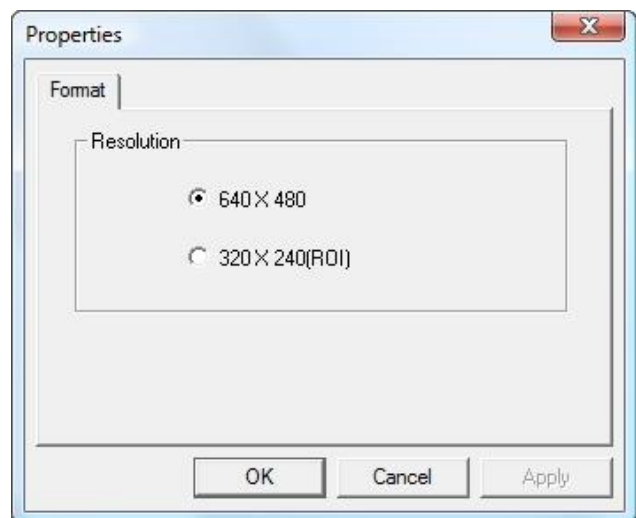 Properties
Format
Resolution
640 X 480
320 X 240(ROI)
OK Cancel Apply